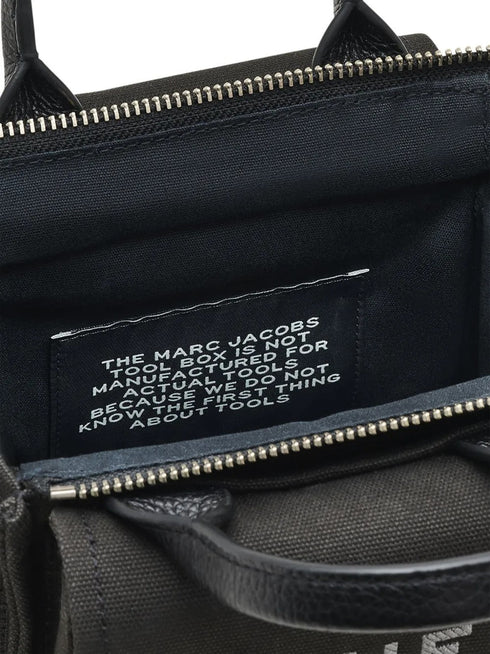 THE MARC JACOBS
TOOL BOX IS NOT
MANUFACTURED FOR
ACTUAL TOOLS
BECAUSE WE DO NOT
KNOW THE FIRST THING
ABOUT TOOLS